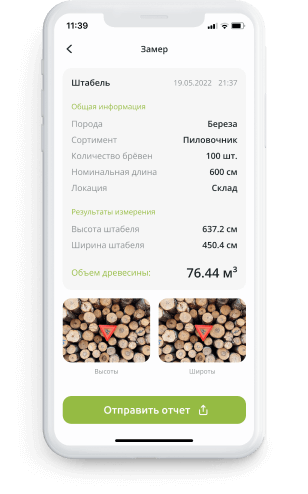 11:39
Замер
Штабель 19.05.2022 21:37
Общая информация
Порода Береза
Сортимент Пиловочник
Количество брёвен 100 шт.
Номинальная длина 600 см
Локация Склад
Результаты измерения
Высота штабеля 637.2 см
Ширина штабеля 450.4 см
Объем древесины: 76.44 м³
Высоты Широты
Отправить отчет